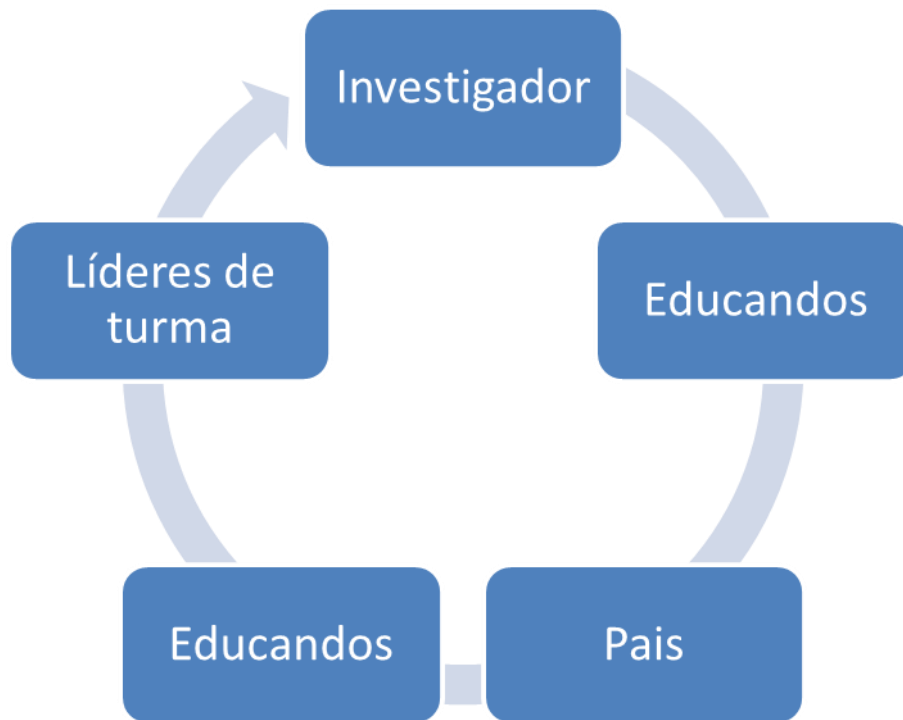 Investigador
Educandos
Pais
Educandos
Líderes de
turma